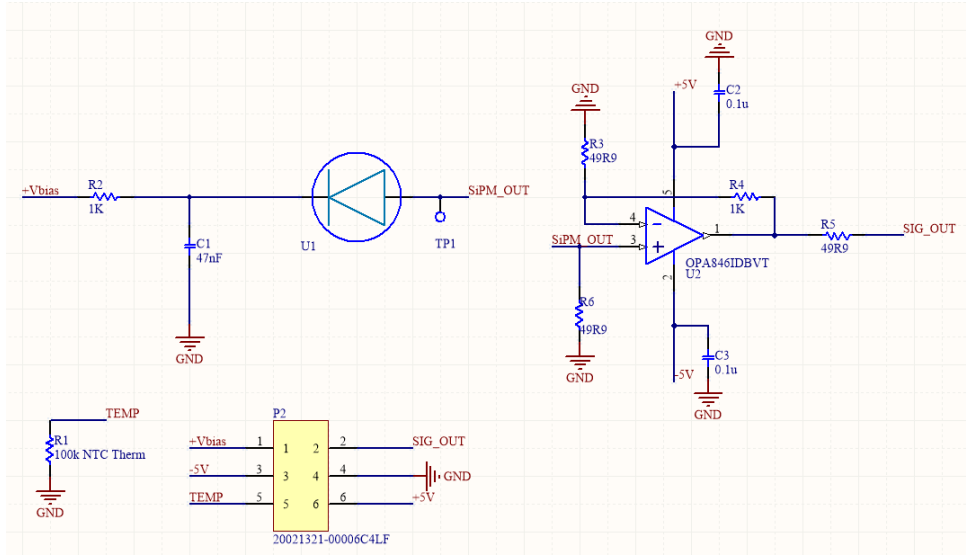 GND
+5V
C2
0.1u
GND
R3
49R9
+Vbias
R2
1K
C1
47nF
GND
U1
SiPM_OUT
TP1
5
R4
1K
4
SiPM_OUT
3
1
OPA846IDBVT
U2
2
R5
49R9
SIG_OUT
R6
49R9
GND
-5V
C3
0.1u
GND
TEMP
R1
100k NTC Therm
GND
P2
+Vbias 1 1 2 2 SIG_OUT
-5V 3 3 4 4 GND
TEMP 5 5 6 6 +5V
20021321-00006C4LF